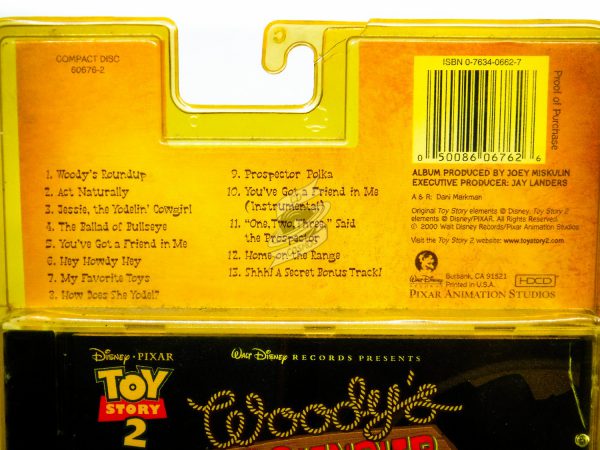 COMPACT DISC
60676-2
1. Woody's Roundup
2. Act Naturally
3. Jessie, the Yodelin' Cowgirl
4. The Ballad of Bullseye
5. You've Got a Friend in Me
6. Hey Howdy Hey
7. My Favorite Toys
8. How Does She Yodel?
9. Prospector Polka
10. You've Got a Friend in Me
(Instrumental)
11. "One, Two, Three," Said
the Prospector
12. Home on the Range
13. Shhh! A Secret Bonus Track!
ISBN 0-7634-0662-7
0 50086 06762 6
Proof of Purchase
ALBUM PRODUCED BY JOEY MISKULIN
EXECUTIVE PRODUCER: JAY LANDERS
A & R: Dani Markman
Original Toy Story elements © Disney. Toy Story 2
elements © Disney/PIXAR. All Rights Reserved.
℗ 2000 Walt Disney Records/Pixar Animation Studios
Visit the Toy Story 2 website: www.toystory2.com
WALT DISNEY
RECORDS
Burbank, CA 91521
Printed in U.S.A.
HDCD
PIXAR ANIMATION STUDIOS
DISNEY · PIXAR
TOY
STORY
2
WALT DISNEY RECORDS PRESENTS
Woody's